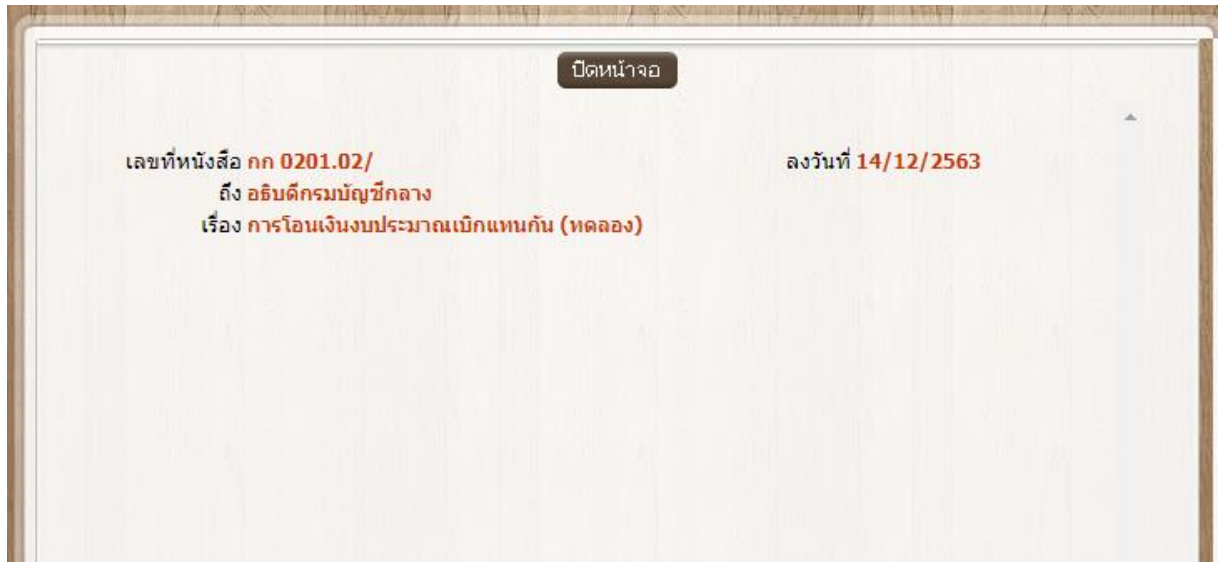 ปิดหน้าจอ
เลขที่หนังสือ กก 0201.02/ ลงวันที่ 14/12/2563
ถึง อธิบดีกรมบัญชีกลาง
เรื่อง การโอนเงินงบประมาณเบิกแทนกัน (ทดลอง)